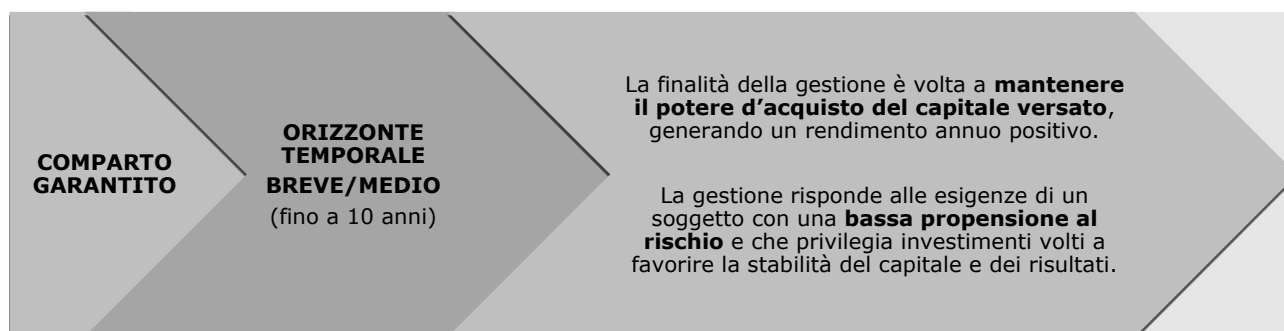 COMPARTO
GARANTITO
ORIZZONTE
TEMPORALE
BREVE/MEDIO
(fino a 10 anni)
La finalità della gestione è volta a mantenere
il potere d’acquisto del capitale versato,
generando un rendimento annuo positivo.
La gestione risponde alle esigenze di un
soggetto con una bassa propensione al
rischio e che privilegia investimenti volti a
favorire la stabilità del capitale e dei risultati.